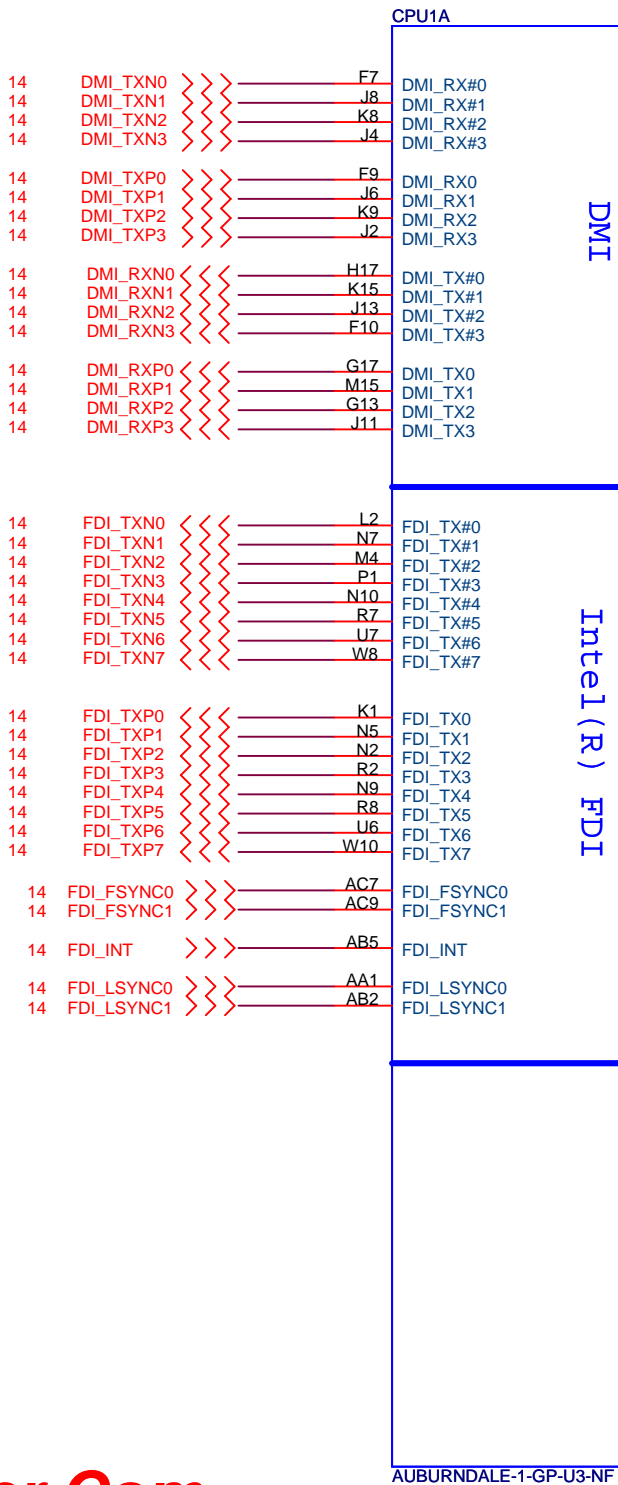 CPU1A
14 DMI_TXN0 F7 DMI_RX#0
14 DMI_TXN1 J8 DMI_RX#1
14 DMI_TXN2 K8 DMI_RX#2
14 DMI_TXN3 J4 DMI_RX#3
14 DMI_TXP0 F9 DMI_RX0
14 DMI_TXP1 J6 DMI_RX1
14 DMI_TXP2 K9 DMI_RX2
14 DMI_TXP3 J2 DMI_RX3
DMI
14 DMI_RXN0 H17 DMI_TX#0
14 DMI_RXN1 K15 DMI_TX#1
14 DMI_RXN2 J13 DMI_TX#2
14 DMI_RXN3 F10 DMI_TX#3
14 DMI_RXP0 G17 DMI_TX0
14 DMI_RXP1 M15 DMI_TX1
14 DMI_RXP2 G13 DMI_TX2
14 DMI_RXP3 J11 DMI_TX3
14 FDI_TXN0 L2 FDI_TX#0
14 FDI_TXN1 N7 FDI_TX#1
14 FDI_TXN2 M4 FDI_TX#2
14 FDI_TXN3 P1 FDI_TX#3
14 FDI_TXN4 N10 FDI_TX#4
14 FDI_TXN5 R7 FDI_TX#5
14 FDI_TXN6 U7 FDI_TX#6
14 FDI_TXN7 W8 FDI_TX#7
Intel(R) FDI
14 FDI_TXP0 K1 FDI_TX0
14 FDI_TXP1 N5 FDI_TX1
14 FDI_TXP2 N2 FDI_TX2
14 FDI_TXP3 R2 FDI_TX3
14 FDI_TXP4 N9 FDI_TX4
14 FDI_TXP5 R8 FDI_TX5
14 FDI_TXP6 U6 FDI_TX6
14 FDI_TXP7 W10 FDI_TX7
14 FDI_FSYNC0 AC7 FDI_FSYNC0
14 FDI_FSYNC1 AC9 FDI_FSYNC1
14 FDI_INT AB5 FDI_INT
14 FDI_LSYNC0 AA1 FDI_LSYNC0
14 FDI_LSYNC1 AB2 FDI_LSYNC1
AUBURNDALE-1-GP-U3-NF